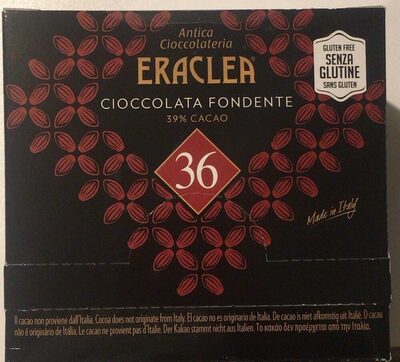 Antica
Cioccolateria
ERACLEA®
CIOCCOLATA FONDENTE
39% CACAO
36
GLUTEN FREE
SENZA
GLUTINE
SANS GLUTEN
Made in Italy
Il cacao non proviene dall'Italia. Cocoa does not originate from Italy. El cacao no es originario de Italia. De cacao is niet afkomstig uit Italië. O cacau
não é originário de Itália. Le cacao ne provient pas d'Italie. Der Kakao stammt nicht aus Italien. Το κακάο δεν προέρχεται από την Ιταλία.